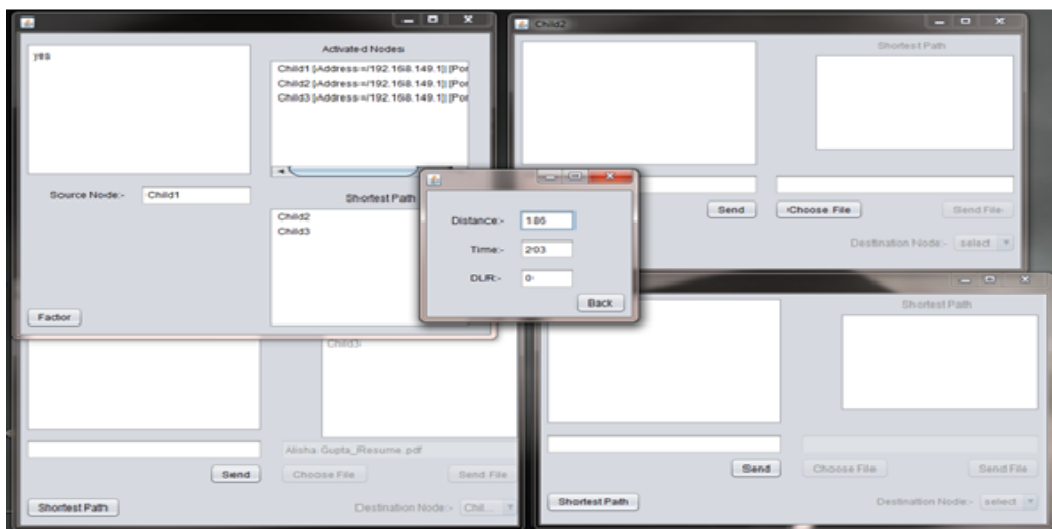 yes
Activated Nodes:
Child1 [Address=/192.168.149.1] [Por
Child2 [Address=/192.168.149.1] [Por
Child3 [Address=/192.168.149.1] [Por
Source Node:-
Child1
Shortest Path
Child2
Child3
Factor
Child2
Shortest Path
Send
Choose File
Send File
Destination Node:-
select
Distance:-
186
Time:-
203
DLR:-
0
Back
Child3
Alisha Gupta_Resume.pdf
Send
Choose File
Send File
Shortest Path
Destination Node:-
Chil...
Shortest Path
Send
Choose File
Send File
Shortest Path
Destination Node:-
select